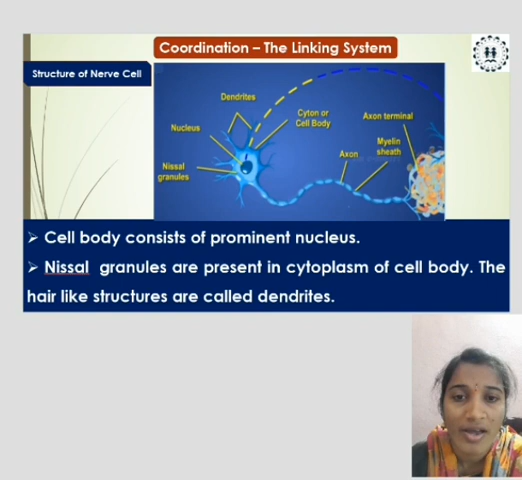 Coordination – The Linking System
Structure of Nerve Cell
Dendrites
Cyton or
Cell Body
Axon terminal
Nucleus
Myelin
sheath
Axon
Nissal
granules
➢ Cell body consists of prominent nucleus.
➢ Nissal granules are present in cytoplasm of cell body. The
hair like structures are called dendrites.